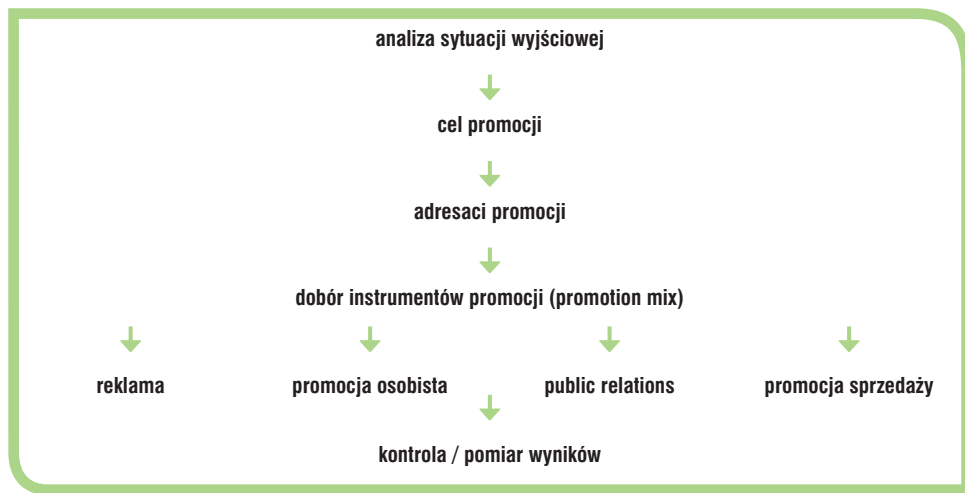 analiza sytuacji wyjściowej
cel promocji
adresaci promocji
dobór instrumentów promocji (promotion mix)
reklama promocja osobista public relations promocja sprzedaży
kontrola / pomiar wyników